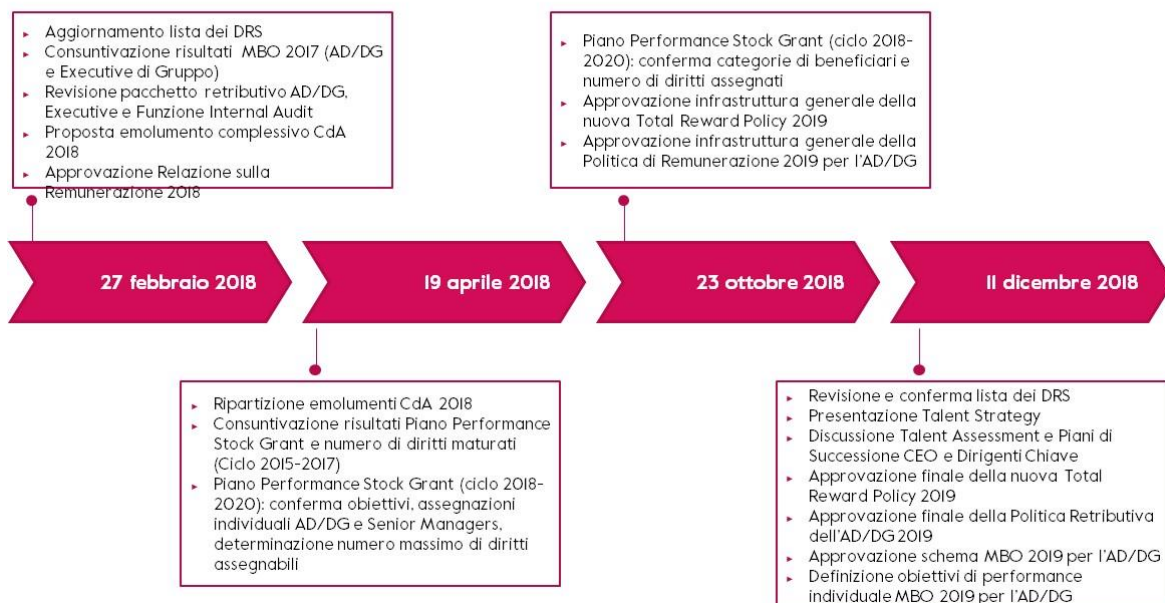 ▸ Aggiornamento lista dei DRS
▸ Consuntivazione risultati MBO 2017 (AD/DG
e Executive di Gruppo)
▸ Revisione pacchetto retributivo AD/DG,
Executive e Funzione Internal Audit
▸ Proposta emolumento complessivo CdA
2018
▸ Approvazione Relazione sulla
Remunerazione 2018
▸ Piano Performance Stock Grant (ciclo 2018-
2020): conferma categorie di beneficiari e
numero di diritti assegnati
▸ Approvazione infrastruttura generale della
nuova Total Reward Policy 2019
▸ Approvazione infrastruttura generale della
Politica di Remunerazione 2019 per l'AD/DG
27 febbraio 2018
19 aprile 2018
23 ottobre 2018
11 dicembre 2018
▸ Ripartizione emolumenti CdA 2018
▸ Consuntivazione risultati Piano Performance
Stock Grant e numero di diritti maturati
(Ciclo 2015-2017)
▸ Piano Performance Stock Grant (ciclo 2018-
2020): conferma obiettivi, assegnazioni
individuali AD/DG e Senior Managers,
determinazione numero massimo di diritti
assegnabili
▸ Revisione e conferma lista dei DRS
▸ Presentazione Talent Strategy
▸ Discussione Talent Assessment e Piani di
Successione CEO e Dirigenti Chiave
▸ Approvazione finale della nuova Total
Reward Policy 2019
▸ Approvazione finale della Politica Retributiva
dell'AD/DG 2019
▸ Approvazione schema MBO 2019 per l'AD/DG
▸ Definizione obiettivi di performance
individuale MBO 2019 per l'AD/DG